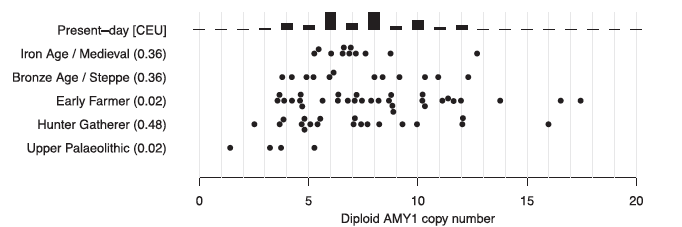 Present–day [CEU]
Iron Age / Medieval (0.36)
Bronze Age / Steppe (0.36)
Early Farmer (0.02)
Hunter Gatherer (0.48)
Upper Palaeolithic (0.02)
0 5 10 15 20
Diploid AMY1 copy number